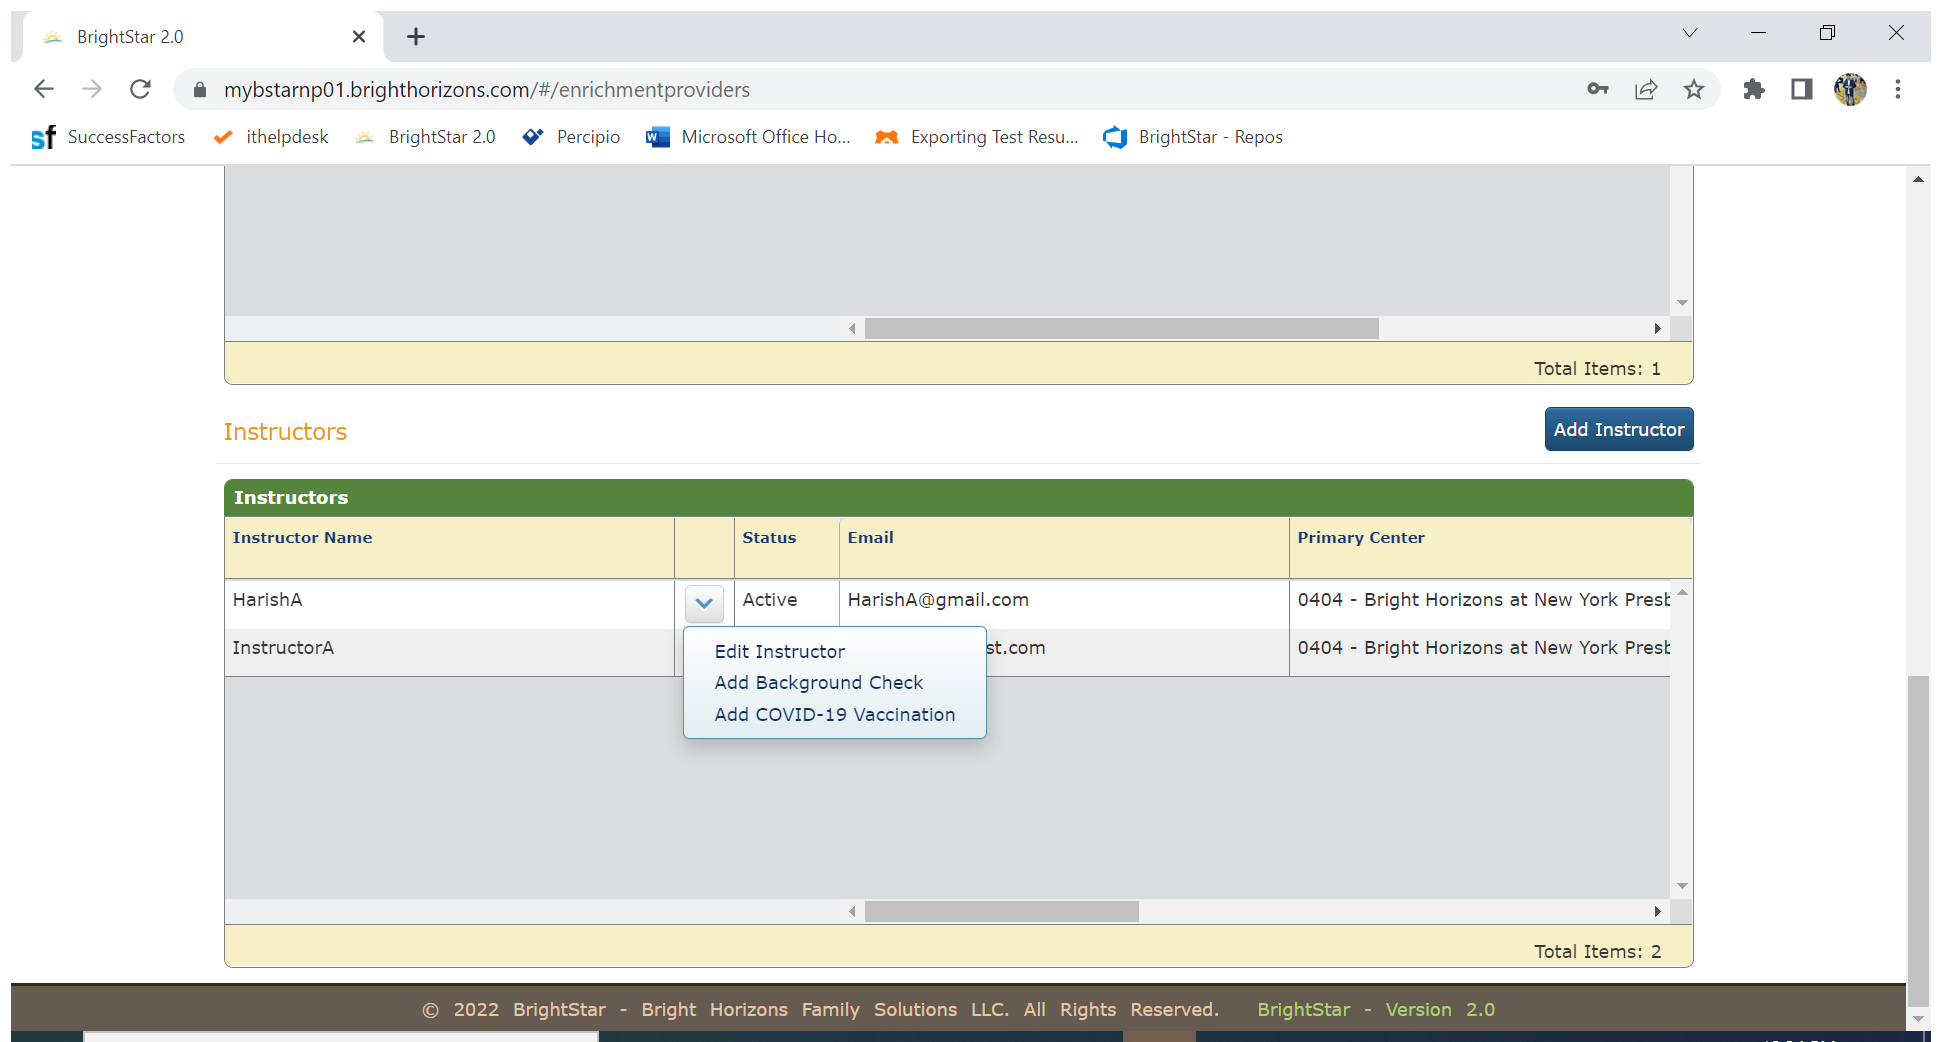 BrightStar 2.0
mybstarnp01.brighthorizons.com/#/enrichmentproviders
SuccessFactors ithelpdesk BrightStar 2.0 Percipio Microsoft Office Ho... Exporting Test Resu... BrightStar - Repos
Total Items: 1
Instructors
Add Instructor
Instructors
Instructor Name Status Email Primary Center
HarishA Active HarishA@gmail.com 0404 - Bright Horizons at New York Presb
InstructorA st.com 0404 - Bright Horizons at New York Presb
Edit Instructor
Add Background Check
Add COVID-19 Vaccination
Total Items: 2
© 2022 BrightStar - Bright Horizons Family Solutions LLC. All Rights Reserved. BrightStar - Version 2.0